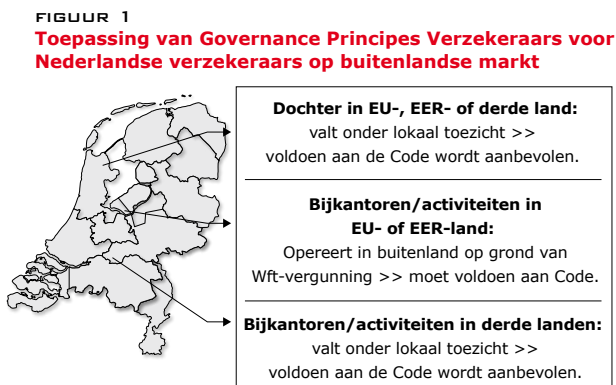 FIGUUR 1
Toepassing van Governance Principes Verzekeraars voor
Nederlandse verzekeraars op buitenlandse markt
Dochter in EU-, EER- of derde land:
valt onder lokaal toezicht >>
voldoen aan de Code wordt aanbevolen.
Bijkantoren/activiteiten in
EU- of EER-land:
Opereert in buitenland op grond van
Wft-vergunning >> moet voldoen aan Code.
Bijkantoren/activiteiten in derde landen:
valt onder lokaal toezicht >>
voldoen aan de Code wordt aanbevolen.